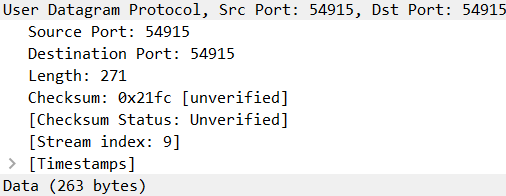 User Datagram Protocol, Src Port: 54915, Dst Port: 54915
Source Port: 54915
Destination Port: 54915
Length: 271
Checksum: 0x21fc [unverified]
[Checksum Status: Unverified]
[Stream index: 9]
[Timestamps]
Data (263 bytes)